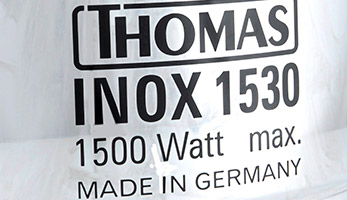 THOMAS
INOX 1530
1500 Watt max.
MADE IN GERMANY